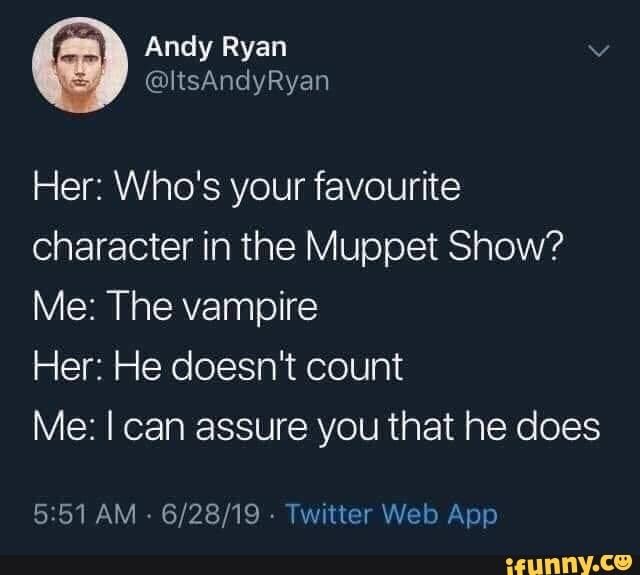 Andy Ryan
@ItsAndyRyan
Her: Who's your favourite
character in the Muppet Show?
Me: The vampire
Her: He doesn't count
Me: I can assure you that he does
5:51 AM · 6/28/19 · Twitter Web App
ifunny.co